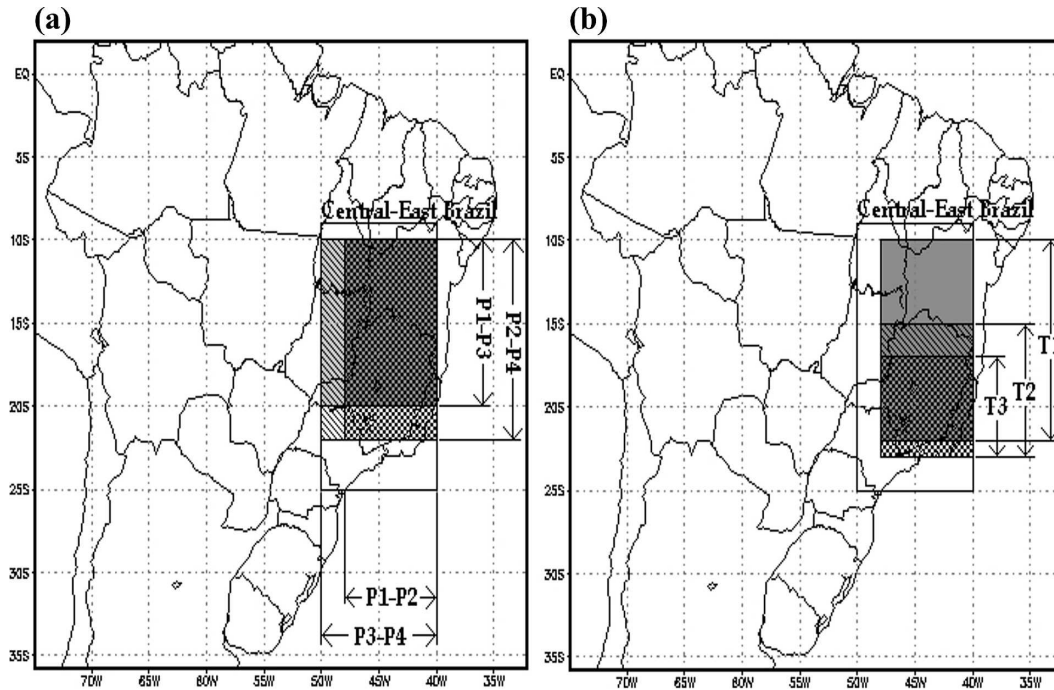 (a)
(b)
EQ
5S
10S
15S
20S
25S
30S
35S
70W
65W
60W
55W
50W
45W
40W
35W
Central-East Brazil
P1-P3
P2-P4
P1-P2
P3-P4
EQ
5S
10S
15S
20S
25S
30S
35S
70W
65W
60W
55W
50W
45W
40W
35W
Central-East Brazil
T3
T2